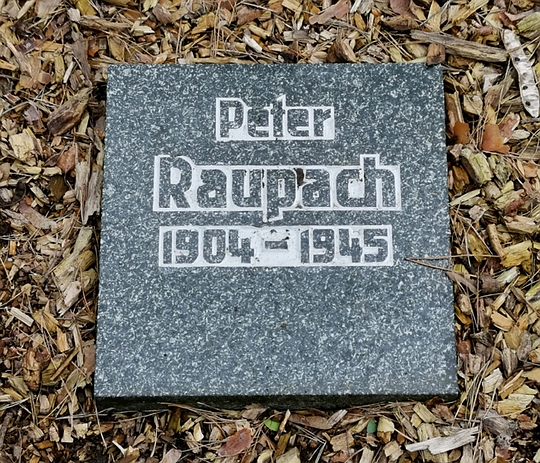 Peter
Raupach
1904 – 1945